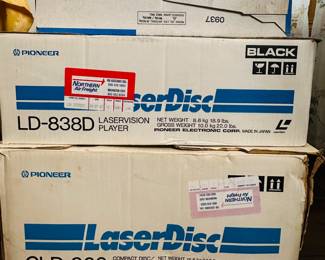 0937
PIONEER
BLACK
NORTHERN
Air Freight
LaserDisc
LD-838D LASERVISION
PLAYER
NET WEIGHT 8.6 kg 18.9 lbs.
GROSS WEIGHT 10.0 kg 22.0 lbs.
PIONEER ELECTRONIC CORP. MADE IN JAPAN
PIONEER
Northern
Air Freight
LaserDisc
COMPACT DISC/